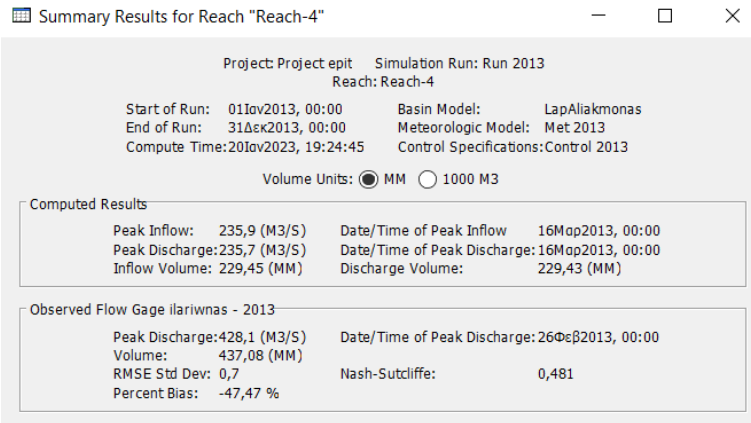 Summary Results for Reach "Reach-4"
Project: Project epit Simulation Run: Run 2013
Reach: Reach-4
Start of Run: 01Ιαν2013, 00:00 Basin Model: LapAliakmonas
End of Run: 31Δεκ2013, 00:00 Meteorologic Model: Met 2013
Compute Time:20Ιαν2023, 19:24:45 Control Specifications:Control 2013
Volume Units: MM 1000 M3
Computed Results
Peak Inflow: 235,9 (M3/S) Date/Time of Peak Inflow 16Μαρ2013, 00:00
Peak Discharge:235,7 (M3/S) Date/Time of Peak Discharge:16Μαρ2013, 00:00
Inflow Volume: 229,45 (MM) Discharge Volume: 229,43 (MM)
Observed Flow Gage ilariwnas - 2013
Peak Discharge:428,1 (M3/S) Date/Time of Peak Discharge:26Φεβ2013, 00:00
Volume: 437,08 (MM)
RMSE Std Dev: 0,7 Nash-Sutcliffe: 0,481
Percent Bias: -47,47 %